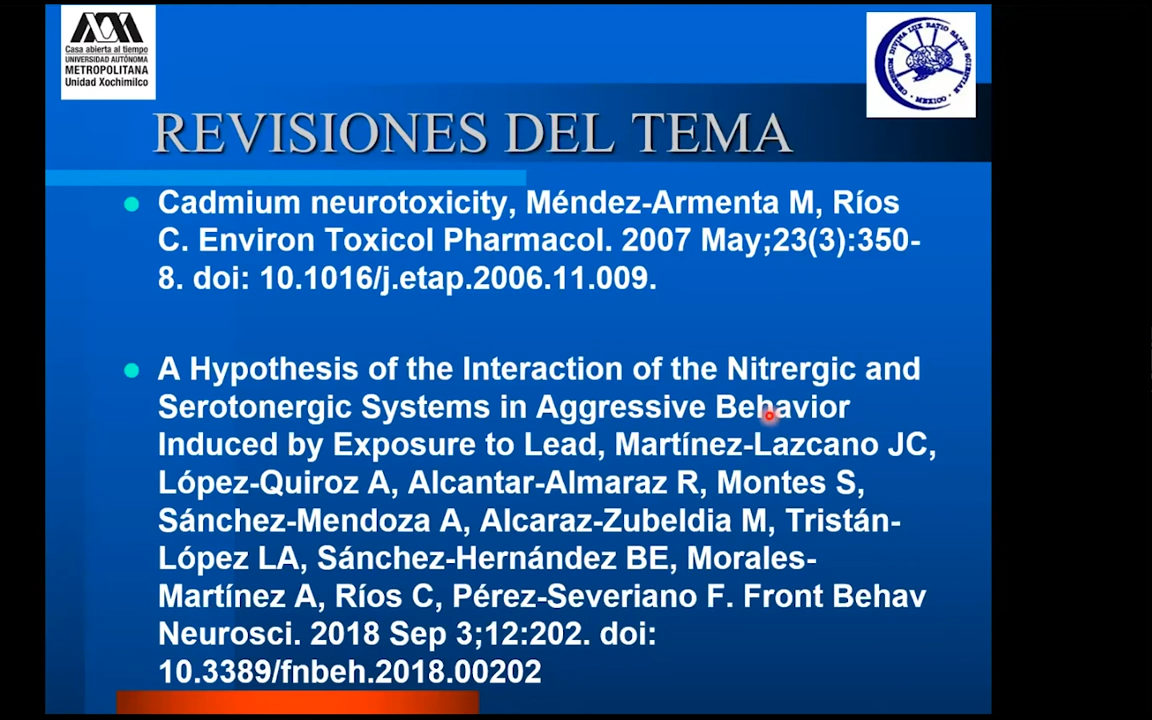 Casa abierta al tiempo
UNIVERSIDAD AUTÓNOMA
METROPOLITANA
Unidad Xochimilco
REVISIONES DEL TEMA
Cadmium neurotoxicity, Méndez-Armenta M, Ríos
C. Environ Toxicol Pharmacol. 2007 May;23(3):350-
8. doi: 10.1016/j.etap.2006.11.009.
A Hypothesis of the Interaction of the Nitrergic and
Serotonergic Systems in Aggressive Behavior
Induced by Exposure to Lead, Martínez-Lazcano JC,
López-Quiroz A, Alcantar-Almaraz R, Montes S,
Sánchez-Mendoza A, Alcaraz-Zubeldia M, Tristán-
López LA, Sánchez-Hernández BE, Morales-
Martínez A, Ríos C, Pérez-Severiano F. Front Behav
Neurosci. 2018 Sep 3;12:202. doi:
10.3389/fnbeh.2018.00202